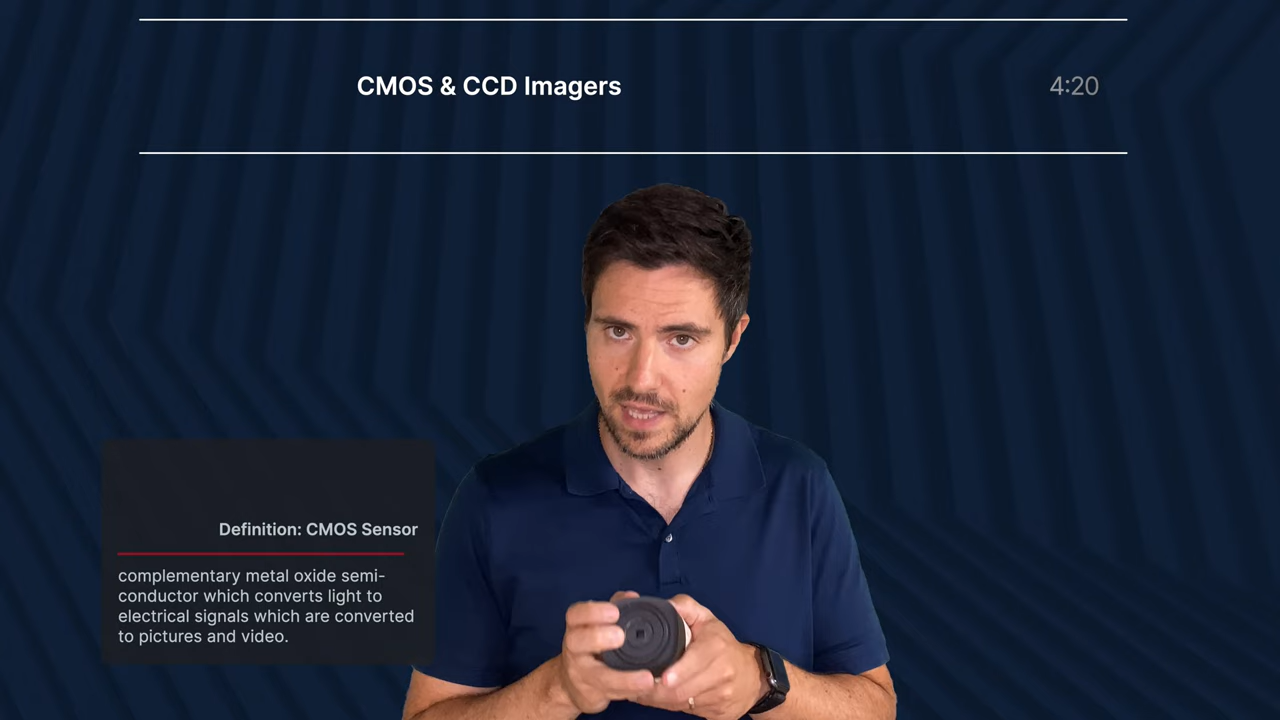 CMOS & CCD Imagers
4:20
Definition: CMOS Sensor
complementary metal oxide semi-
conductor which converts light to
electrical signals which are converted
to pictures and video.